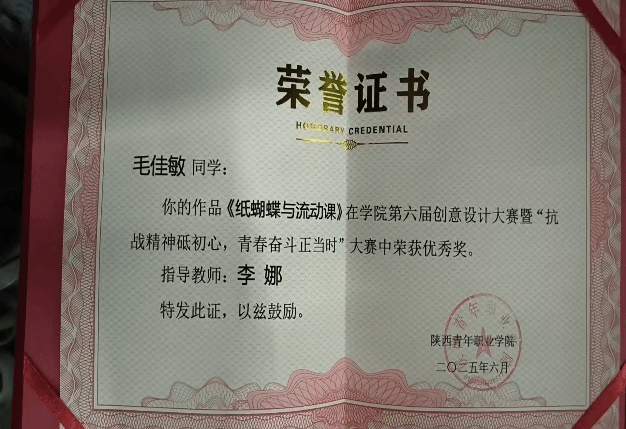 荣誉证书
HONORARY CREDENTIAL
毛佳敏 同学：
你的作品《纸蝴蝶与流动课》在学院第六届创意设计大赛暨“抗
战精神砥初心，青春奋斗正当时”大赛中荣获优秀奖。
指导教师：李 娜
特发此证，以兹鼓励。
陕西青年职业学院
二〇二五年六月